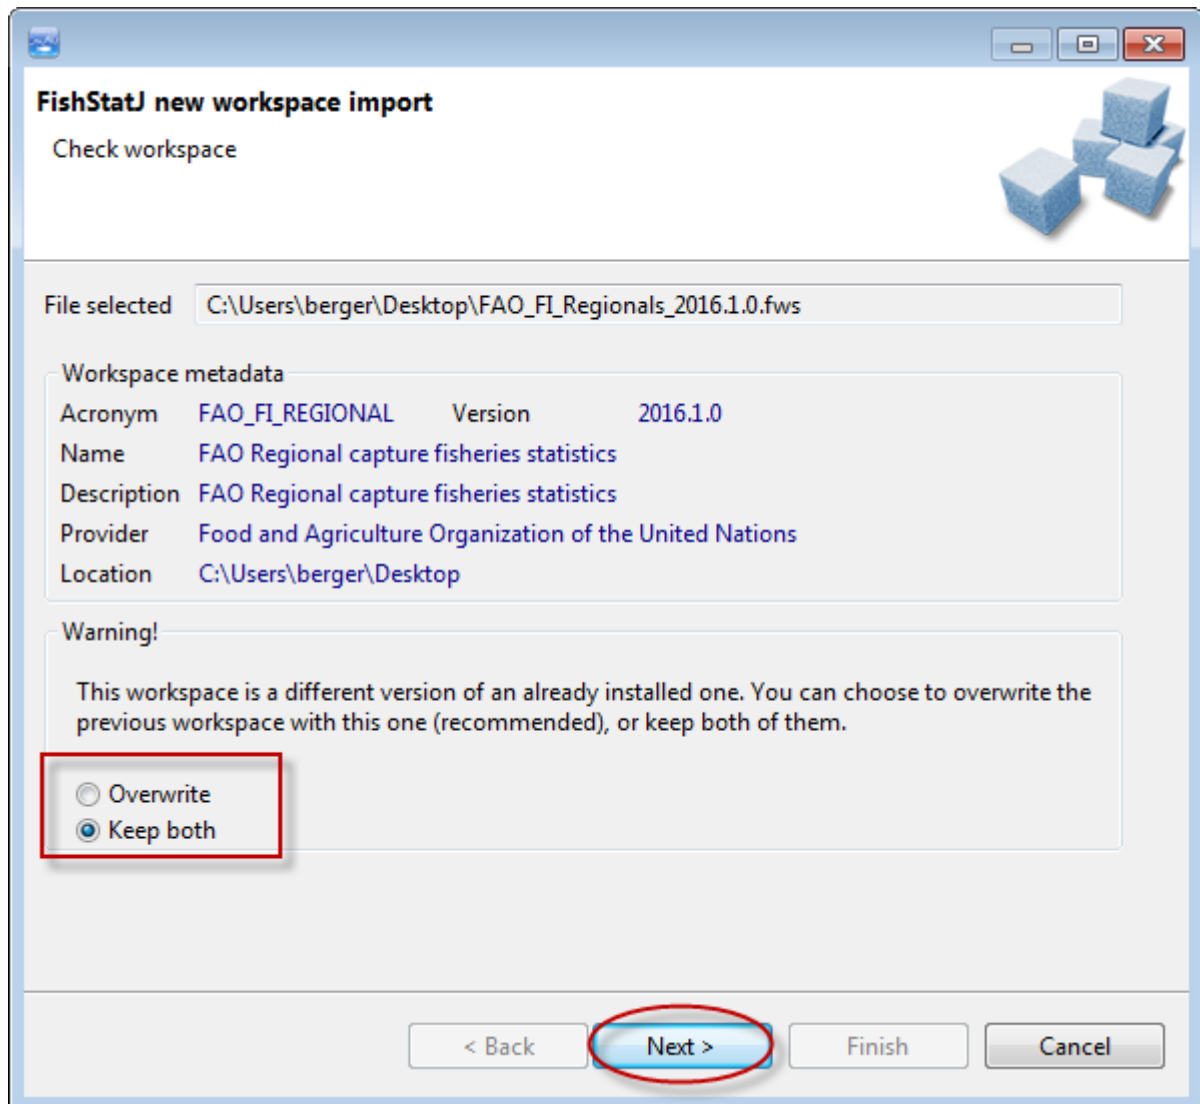 FishStatJ new workspace import
Check workspace
File selected C:\Users\berger\Desktop\FAO_FI_Regionals_2016.1.0.fws
Workspace metadata
Acronym FAO_FI_REGIONAL Version 2016.1.0
Name FAO Regional capture fisheries statistics
Description FAO Regional capture fisheries statistics
Provider Food and Agriculture Organization of the United Nations
Location C:\Users\berger\Desktop
Warning!
This workspace is a different version of an already installed one. You can choose to overwrite the
previous workspace with this one (recommended), or keep both of them.
Overwrite
Keep both
< Back Next > Finish Cancel